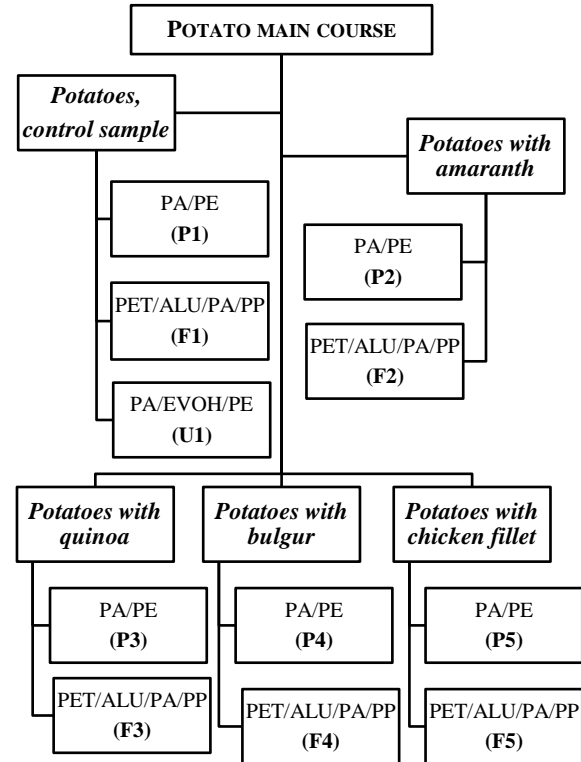 POTATO MAIN COURSE
Potatoes,
control sample
PA/PE
(P1)
PET/ALU/PA/PP
(F1)
PA/EVOH/PE
(U1)
Potatoes with
amaranth
PA/PE
(P2)
PET/ALU/PA/PP
(F2)
Potatoes with
quinoa
PA/PE
(P3)
PET/ALU/PA/PP
(F3)
Potatoes with
bulgur
PA/PE
(P4)
PET/ALU/PA/PP
(F4)
Potatoes with
chicken fillet
PA/PE
(P5)
PET/ALU/PA/PP
(F5)